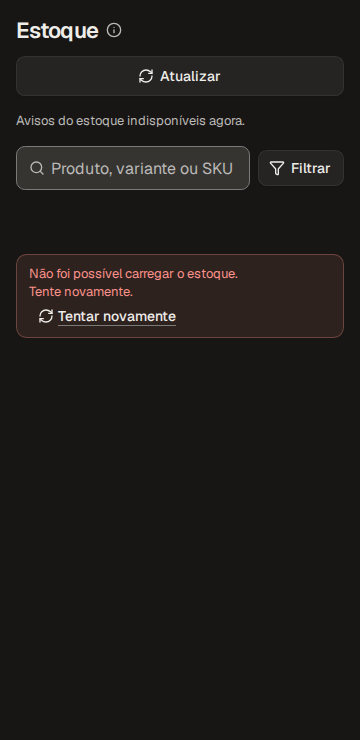 Estoque
Atualizar
Avisos do estoque indisponíveis agora.
Produto, variante ou SKU
Filtrar
Não foi possível carregar o estoque.
Tente novamente.
Tentar novamente